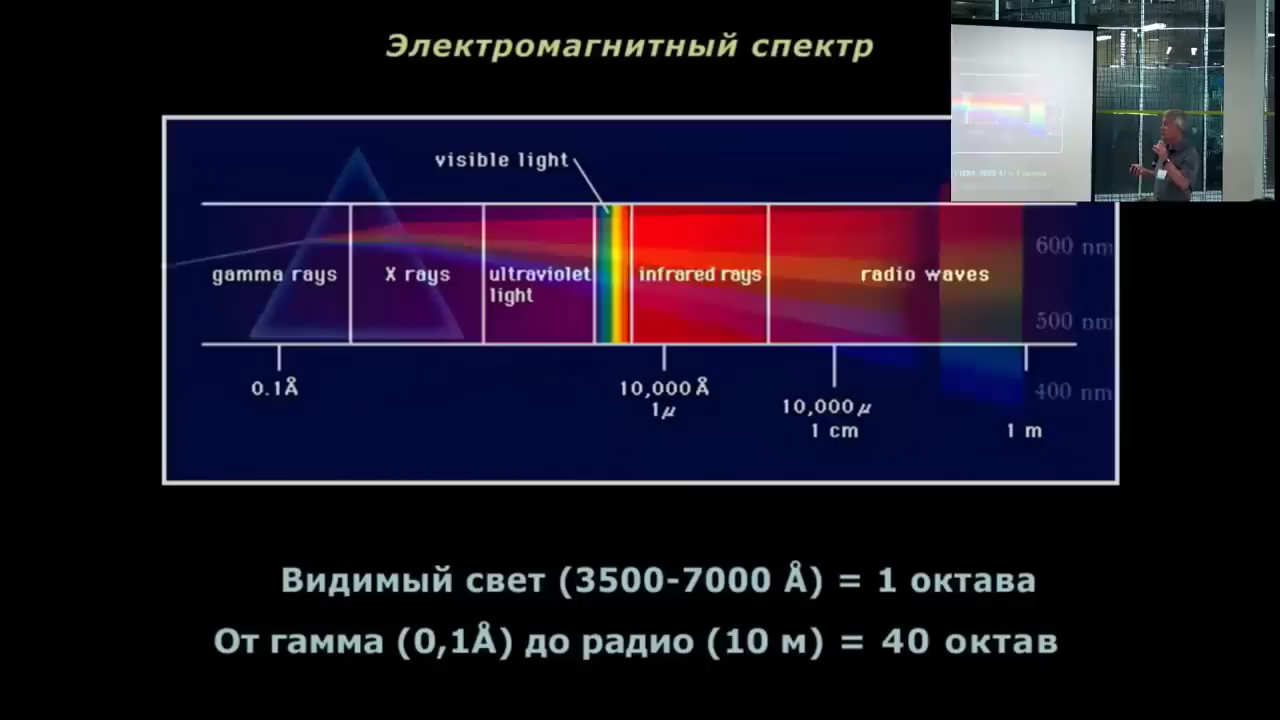 Электромагнитный спектр
visible light
600 nm
gamma rays
X rays
ultraviolet
light
infrared rays
radio waves
500 nm
0.1Å
10,000 Å
1μ
400 nm
10,000 μ
1 cm
1 m
Видимый свет (3500-7000 Å) = 1 октава
От гамма (0,1Å) до радио (10 м) = 40 октав